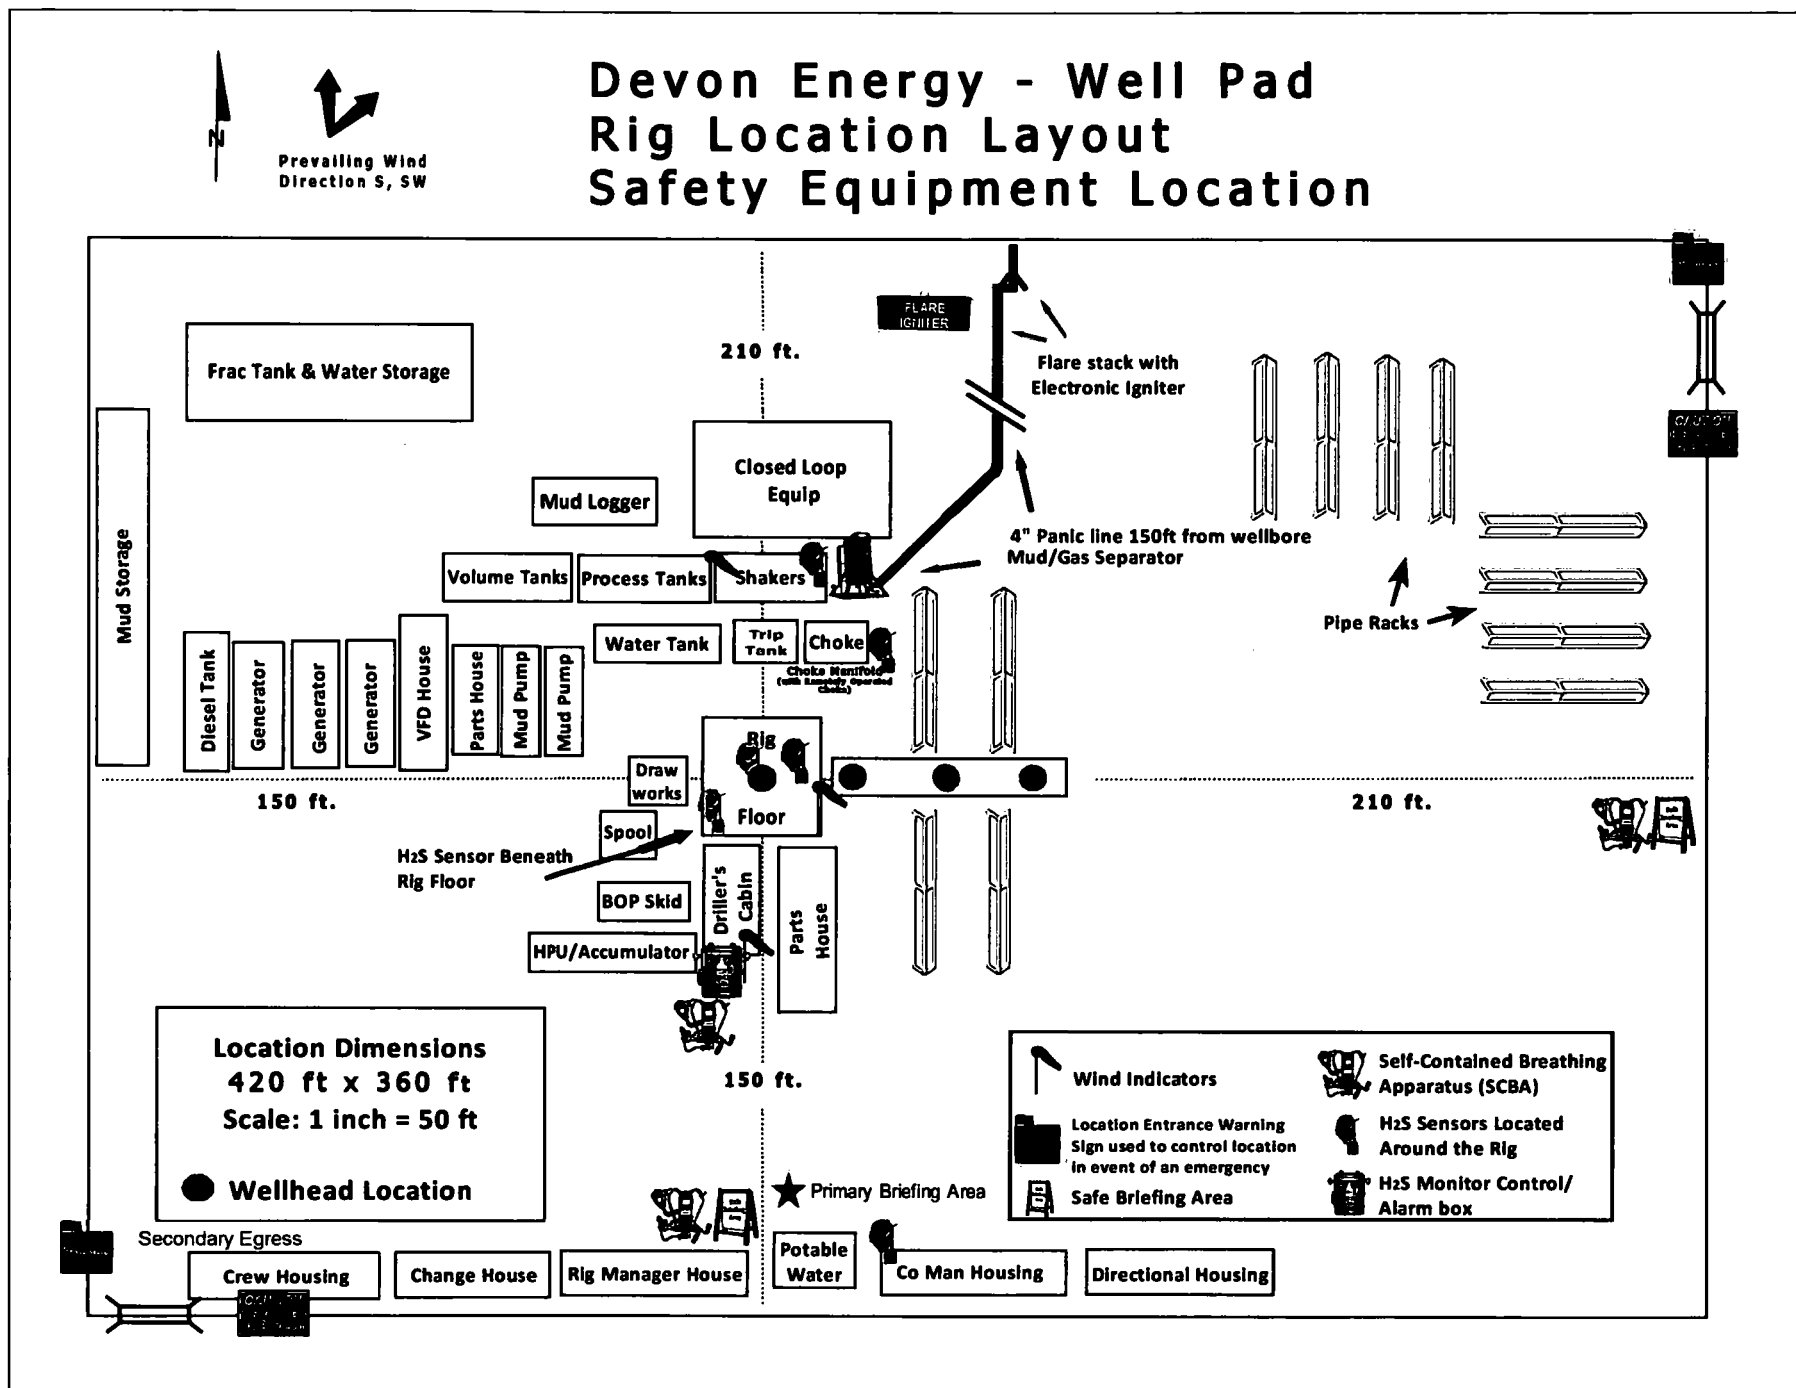 Devon Energy - Well Pad
Rig Location Layout
Safety Equipment Location
N
Prevailing Wind
Direction S, SW
FLARE
IGNITER
210 ft.
Frac Tank & Water Storage
Flare stack with
Electronic Igniter
Closed Loop
Equip
Mud Logger
4" Panic line 150ft from wellbore
Mud/Gas Separator
Mud Storage
Volume Tanks
Process Tanks
Shakers
Pipe Racks
Water Tank
Trip
Tank
Choke
Choke Manifold
(with Remotely Operated
Choke)
Diesel Tank
Generator
Generator
Generator
VFD House
Parts House
Mud Pump
Mud Pump
Rig
Floor
Draw
works
150 ft.
210 ft.
Spool
H2S Sensor Beneath
Rig Floor
Driller's
Cabin
Parts
House
BOP Skid
HPU/Accumulator
Location Dimensions
420 ft x 360 ft
Scale: 1 inch = 50 ft
Wellhead Location
150 ft.
Wind Indicators
Location Entrance Warning
Sign used to control location
in event of an emergency
Safe Briefing Area
Self-Contained Breathing
Apparatus (SCBA)
H2S Sensors Located
Around the Rig
H2S Monitor Control/
Alarm box
Primary Briefing Area
Secondary Egress
Crew Housing
Change House
Rig Manager House
Potable
Water
Co Man Housing
Directional Housing